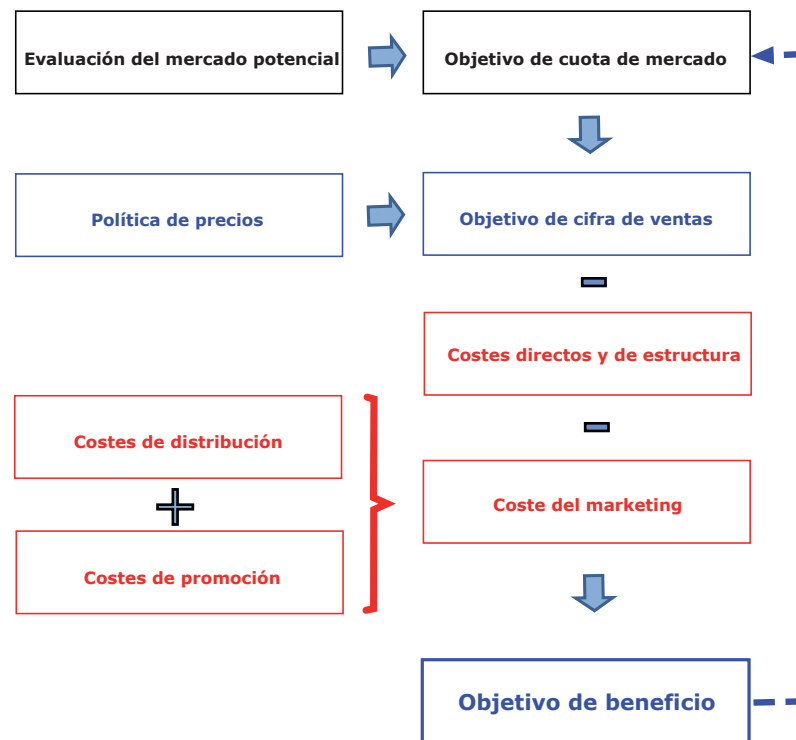 Evaluación del mercado potencial
Objetivo de cuota de mercado
Política de precios
Objetivo de cifra de ventas
Costes directos y de estructura
Costes de distribución
Coste del marketing
Costes de promoción
Objetivo de beneficio